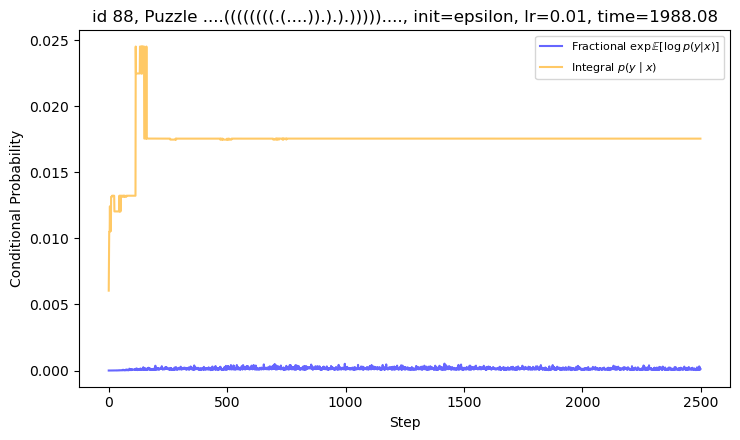 id 88, Puzzle ....((((((((.(....)).).).)))))...., init=epsilon, lr=0.01, time=1988.08
Fractional exp𝔼[log p(y|x)]
Integral p(y | x)
Conditional Probability
0.025
0.020
0.015
0.010
0.005
0.000
0
500
1000
1500
2000
2500
Step